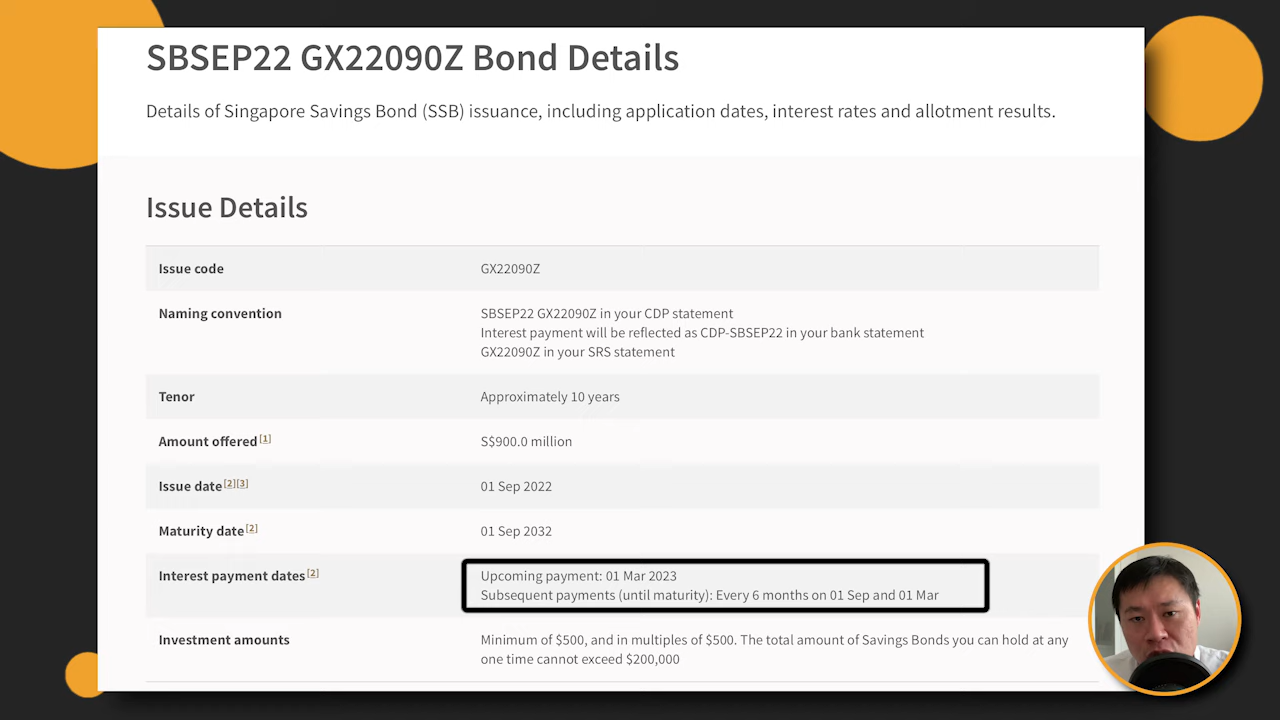 SBSEP22 GX22090Z Bond Details
Details of Singapore Savings Bond (SSB) issuance, including application dates, interest rates and allotment results.
Issue Details
Issue code GX22090Z
Naming convention SBSEP22 GX22090Z in your CDP statement
Interest payment will be reflected as CDP-SBSEP22 in your bank statement
GX22090Z in your SRS statement
Tenor Approximately 10 years
Amount offered [1] S$900.0 million
Issue date [2][3] 01 Sep 2022
Maturity date [2] 01 Sep 2032
Interest payment dates [2] Upcoming payment: 01 Mar 2023
Subsequent payments (until maturity): Every 6 months on 01 Sep and 01 Mar
Investment amounts Minimum of $500, and in multiples of $500. The total amount of Savings Bonds you can hold at any
one time cannot exceed $200,000